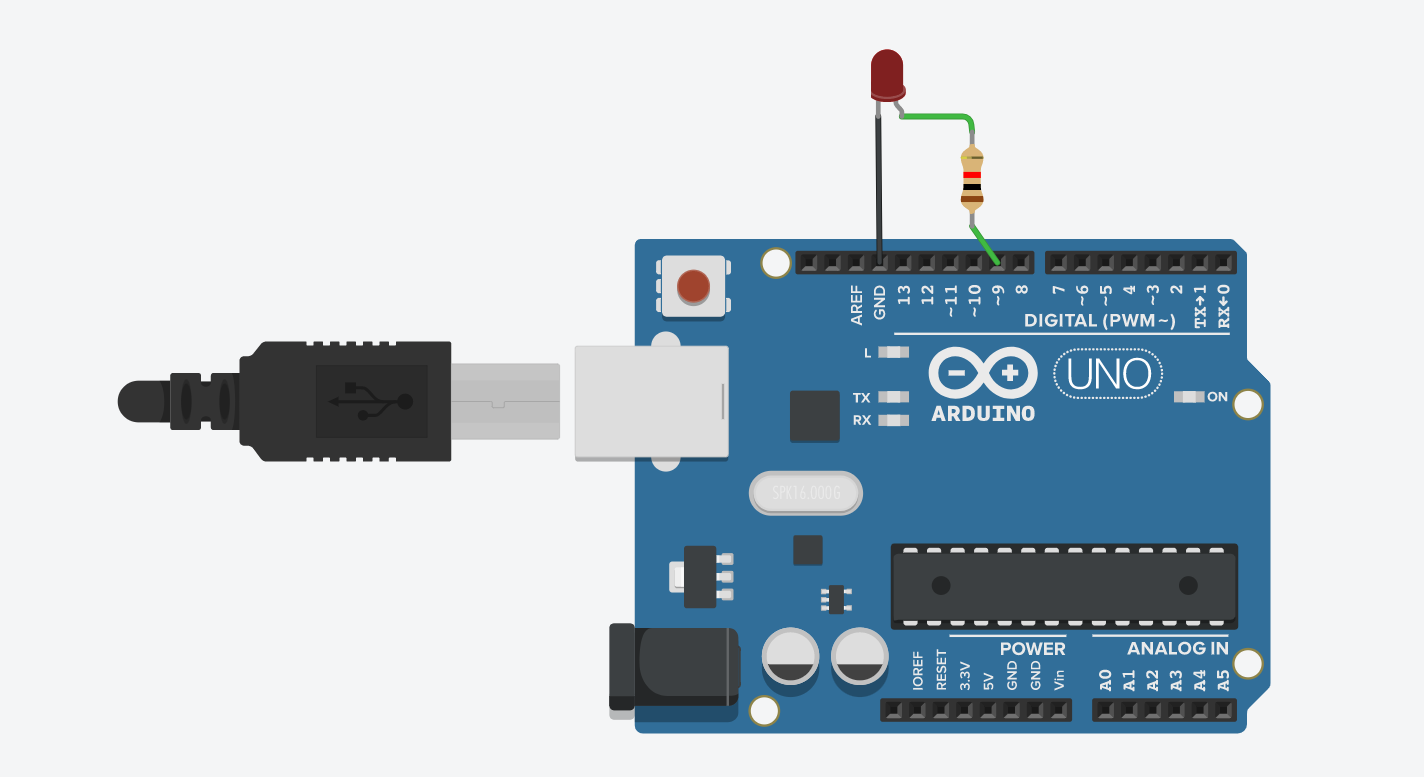 AREF
GND
13
12
~11
~10
~9
8
7
~6
~5
4
~3
2
TX→1
RX←0
DIGITAL (PWM~)
L
TX
RX
ARDUINO
UNO
ON
SPK16.000G
POWER
ANALOG IN
IOREF
RESET
3.3V
5V
GND
GND
Vin
A0
A1
A2
A3
A4
A5